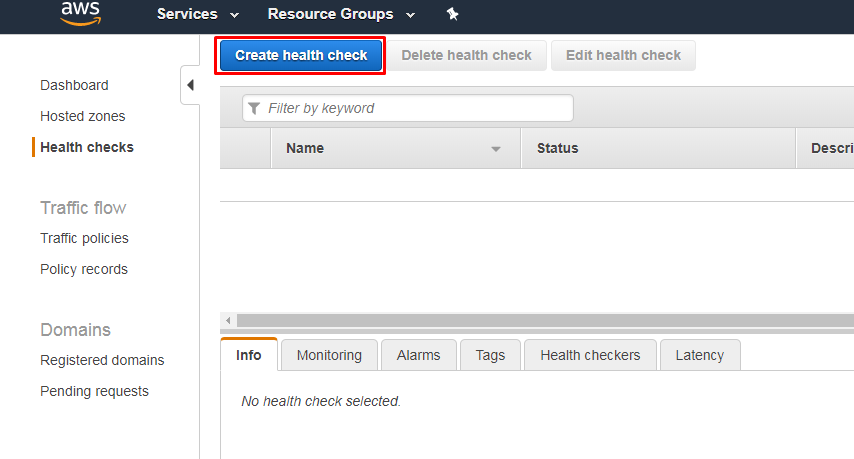 aws Services Resource Groups
Create health check Delete health check Edit health check
Dashboard
Hosted zones
Health checks
Traffic flow
Traffic policies
Policy records
Domains
Registered domains
Pending requests
Filter by keyword
Name Status Descri
Info Monitoring Alarms Tags Health checkers Latency
No health check selected.